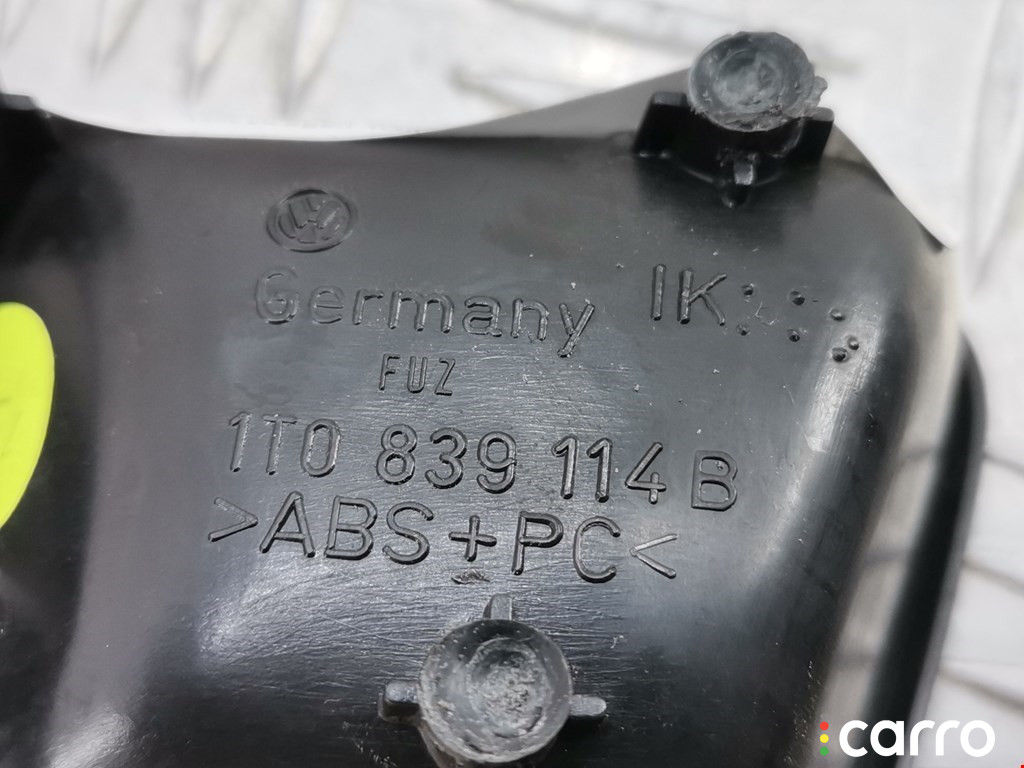 Germany IK
FUZ
1T0 839 114 B
>ABS+PC<
carro